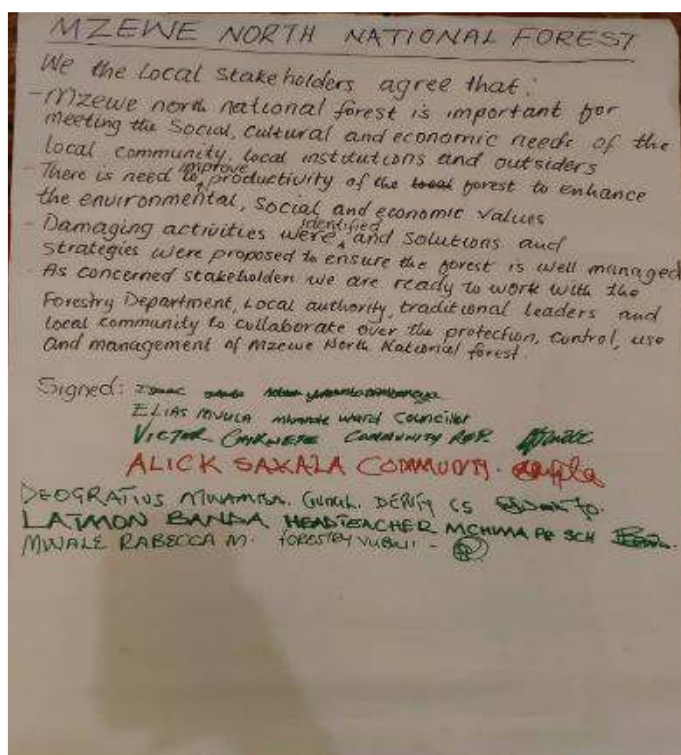 MZEWE NORTH NATIONAL FOREST
We the Local Stakeholders agree that:
- Mzewe north national forest is important for
meeting the Social, cultural and economic needs of the
local community, local institutions and outsiders
- There is need to improve productivity of the local forest to enhance
the environmental, social and economic values
- Damaging activities were identified and solutions and
strategies were proposed to ensure the forest is well managed
- As concerned stakeholders we are ready to work with the
Forestry Department, Local authority, traditional leaders and
local community to collaborate over the protection, control, use
and management of Mzewe North National forest.
Signed:
ELIAS MVULA Ward Councillor
VICTOR COMMUNITY REP.
ALICK SAKALA COMMUNITY.
DEOGRATIUS MWAMBA.
LAIMON BANDA HEADTEACHER MCHIMA PR SCH
MWALE RABECCA M. FORESTRY